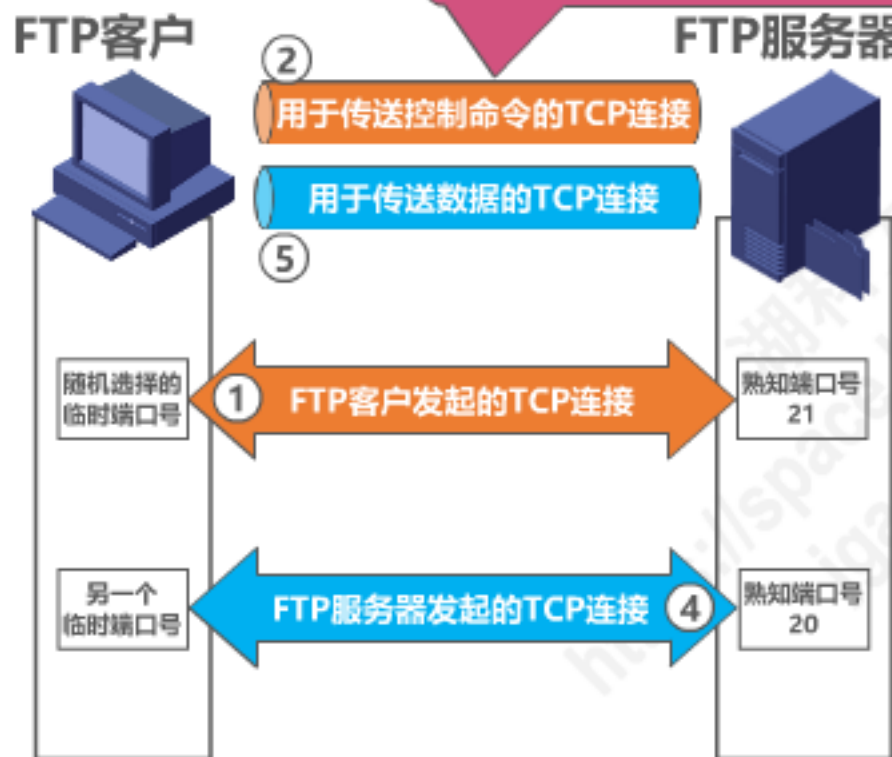 FTP客户
FTP服务器
②
用于传送控制命令的TCP连接
用于传送数据的TCP连接
⑤
随机选择的
临时端口号
① FTP客户发起的TCP连接
熟知端口号
21
另一个
临时端口号
FTP服务器发起的TCP连接 ④
熟知端口号
20